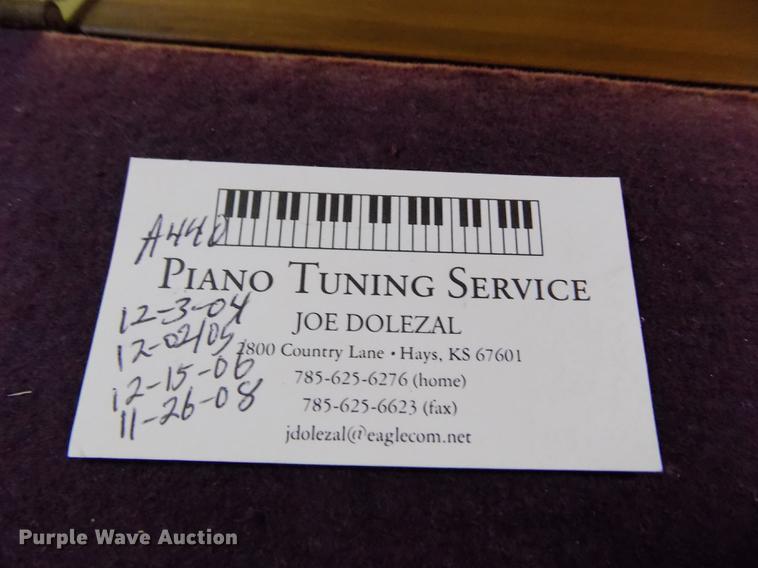 A440
PIANO TUNING SERVICE
12-3-04
JOE DOLEZAL
12-02/05
2800 Country Lane • Hays, KS 67601
12-15-06
785-625-6276 (home)
11-26-08
785-625-6623 (fax)
jdolezal@eaglecom.net
Purple Wave Auction